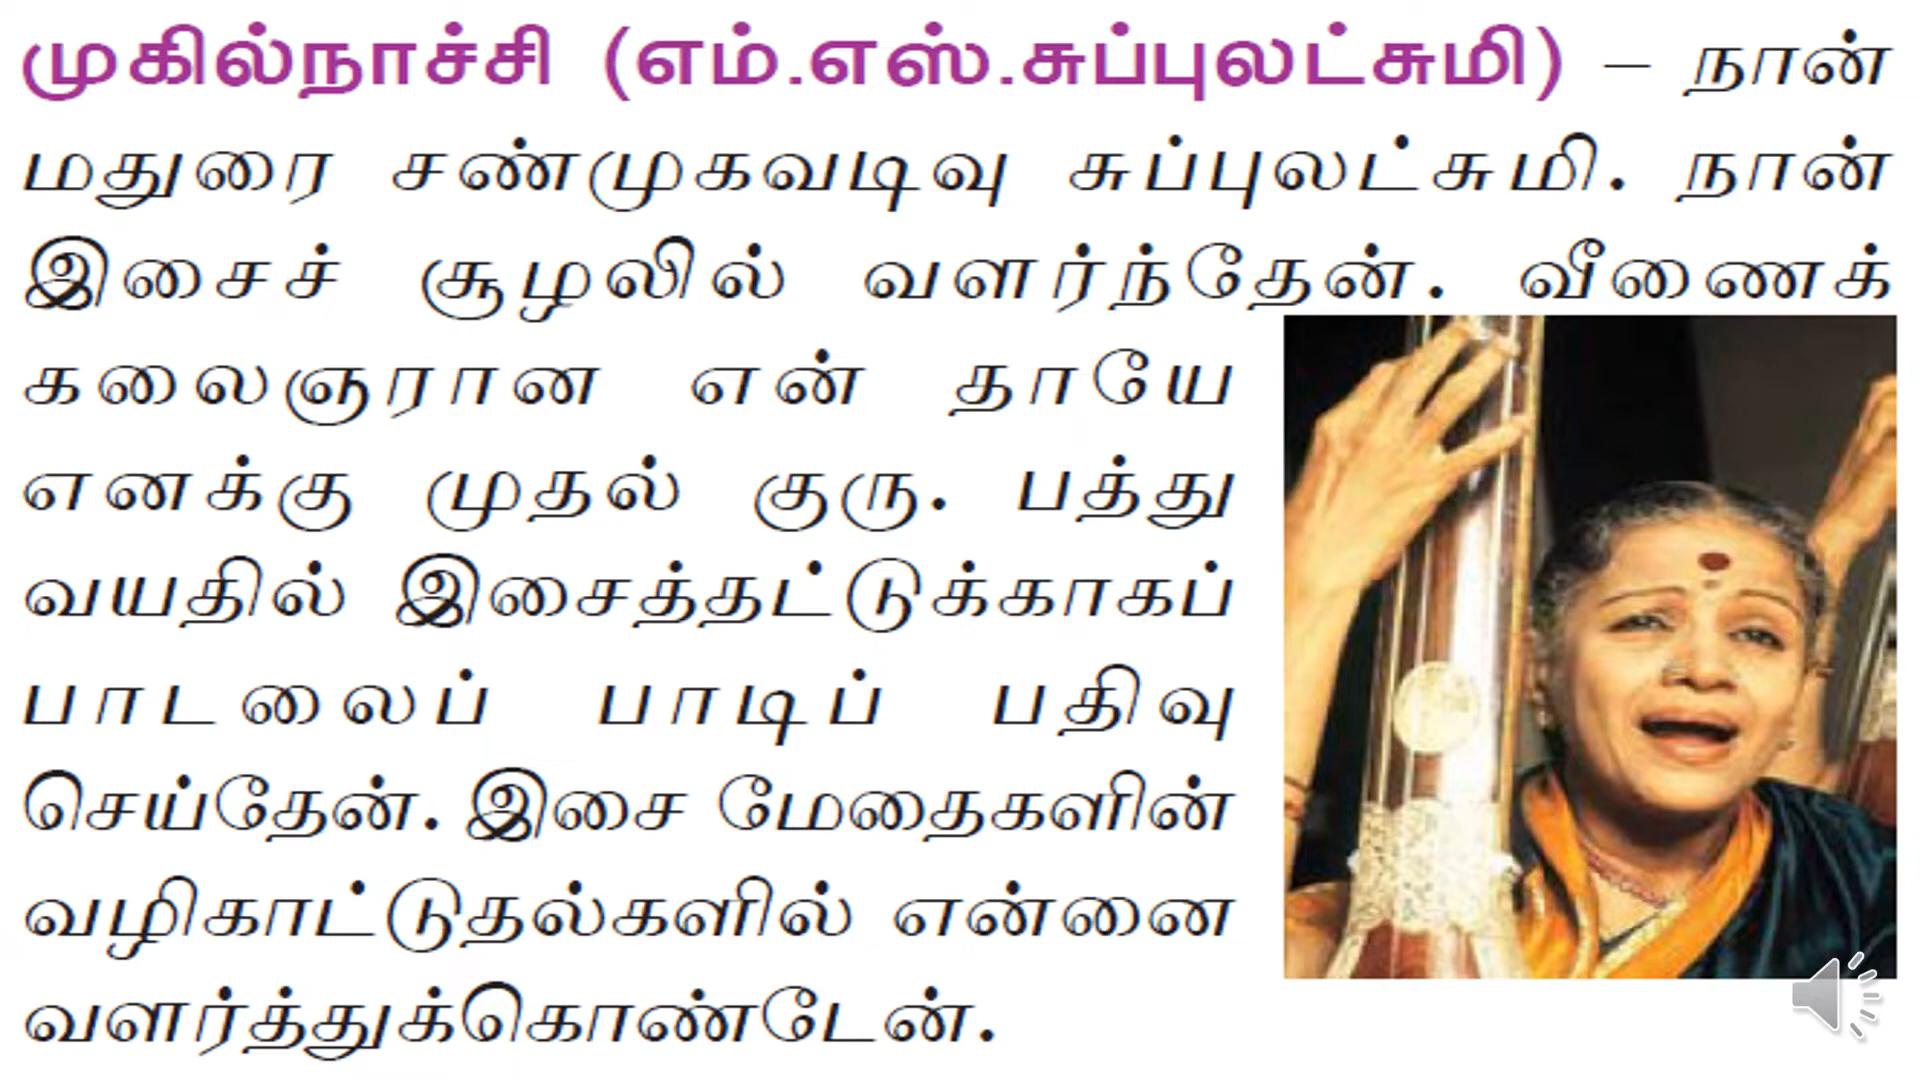 முகில்நாச்சி (எம்.எஸ்.சுப்புலட்சுமி) – நான்
மதுரை சண்முகவடிவு சுப்புலட்சுமி. நான்
இசைச் சூழலில் வளர்ந்தேன். வீணைக்
கலைஞரான என் தாயே
எனக்கு முதல் குரு. பத்து
வயதில் இசைத்தட்டுக்காகப்
பாடலைப் பாடிப் பதிவு
செய்தேன். இசை மேதைகளின்
வழிகாட்டுதல்களில் என்னை
வளர்த்துக்கொண்டேன்.